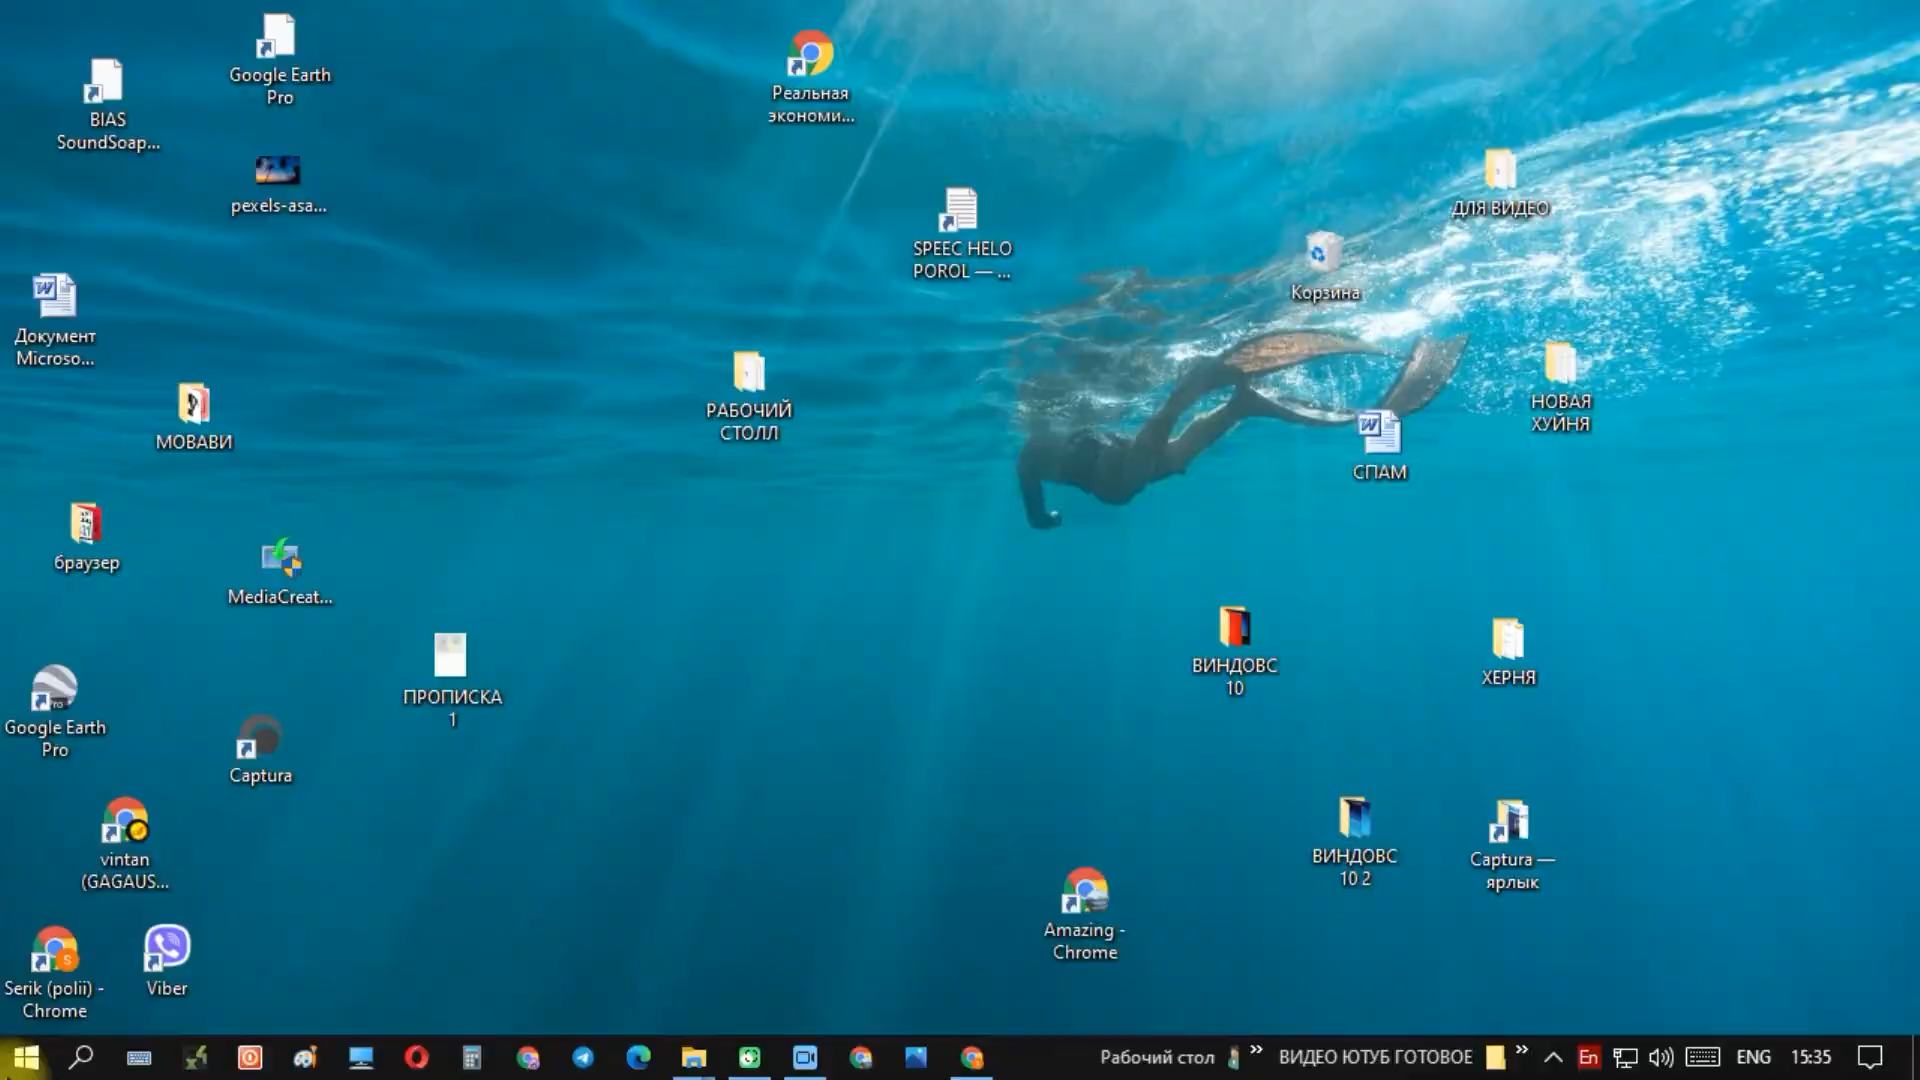 Google Earth
Pro
BIAS
SoundSoap...
pexels-asa...
Реальная
экономи...
SPEEC HELO
POROL — ...
ДЛЯ ВИДЕО
Корзина
Документ
Microso...
МОВАВИ
РАБОЧИЙ
СТОЛЛ
НОВАЯ
ХУЙНЯ
СПАМ
браузер
MediaCreat...
ПРОПИСКА
1
ВИНДОВС
10
ХЕРНЯ
Google Earth
Pro
Captura
vintan
(GAGAUS...
ВИНДОВС
10 2
Captura —
ярлык
Amazing -
Chrome
Serik (polii) -
Chrome
Viber
Рабочий стол » ВИДЕО ЮТУБ ГОТОВОЕ » En ENG 15:35